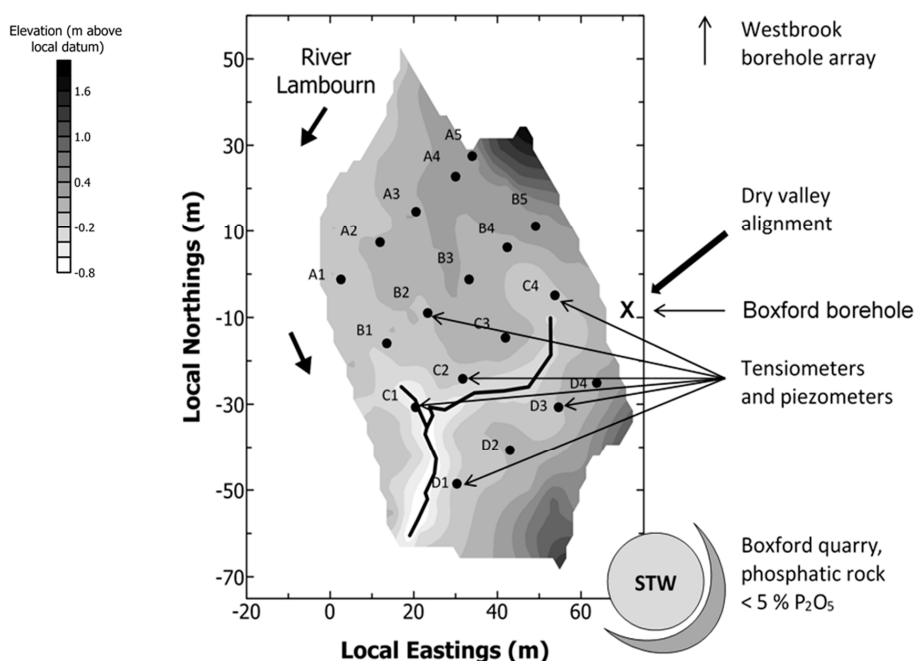 Elevation (m above
local datum)
1.6
1.0
0.4
-0.2
-0.8
River
Lambourn
Westbrook
borehole array
Dry valley
alignment
Boxford borehole
X
Tensiometers
and piezometers
Boxford quarry,
phosphatic rock
< 5 % P₂O₅
STW
A5
A4
A3
A2
A1
B5
B4
B3
B2
B1
C4
C3
C2
C1
D4
D3
D2
D1
Local Northings (m)
50
30
10
-10
-30
-50
-70
-20
0
20
40
60
Local Eastings (m)